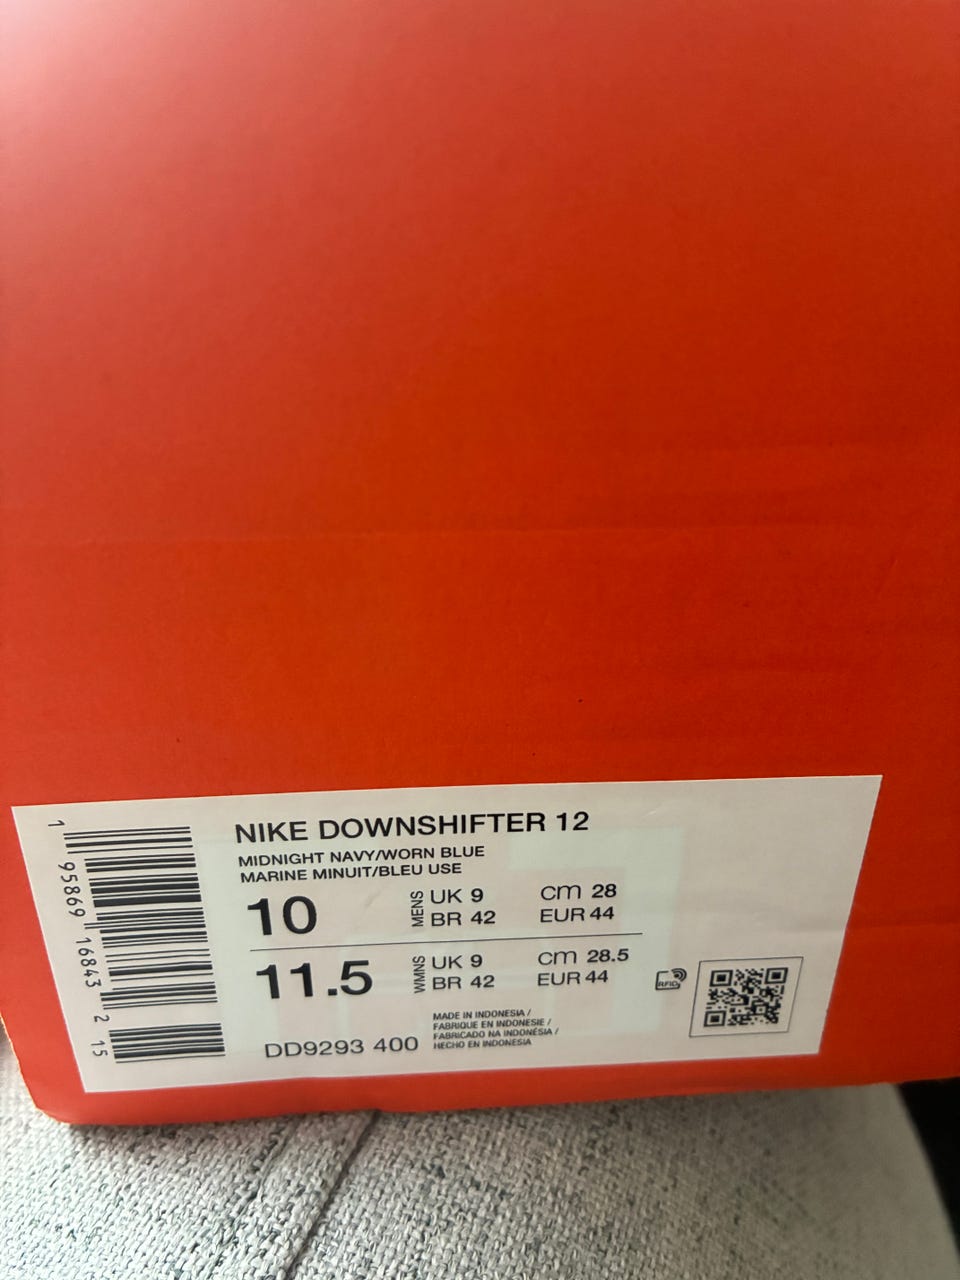 NIKE DOWNSHIFTER 12
MIDNIGHT NAVY/WORN BLUE
MARINE MINUIT/BLEU USE
10 MENS UK 9 cm 28
BR 42 EUR 44
11.5 WMNS UK 9 cm 28.5
BR 42 EUR 44
RFID
DD9293 400
MADE IN INDONESIA /
FABRIQUE EN INDONESIE /
FABRICADO NA INDONÉSIA /
HECHO EN INDONESIA
1 95869 16843 2 15